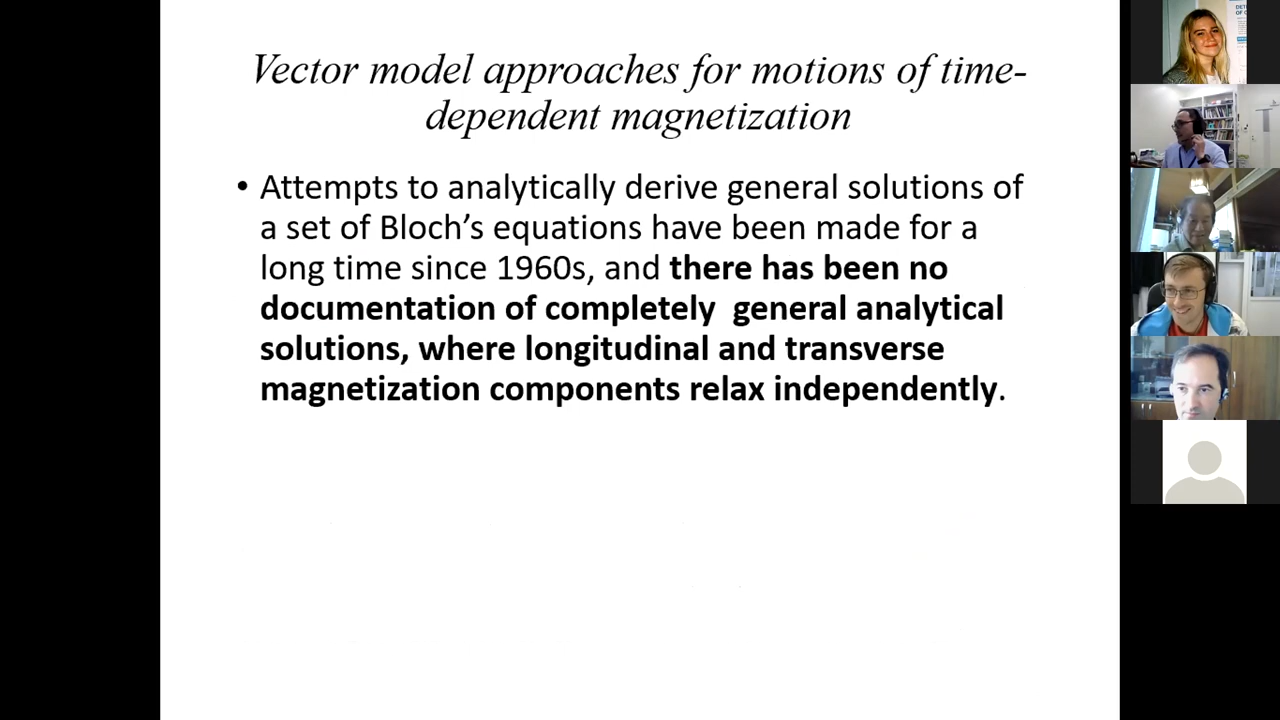 Vector model approaches for motions of time-
dependent magnetization
• Attempts to analytically derive general solutions of
a set of Bloch’s equations have been made for a
long time since 1960s, and there has been no
documentation of completely  general analytical
solutions, where longitudinal and transverse
magnetization components relax independently.